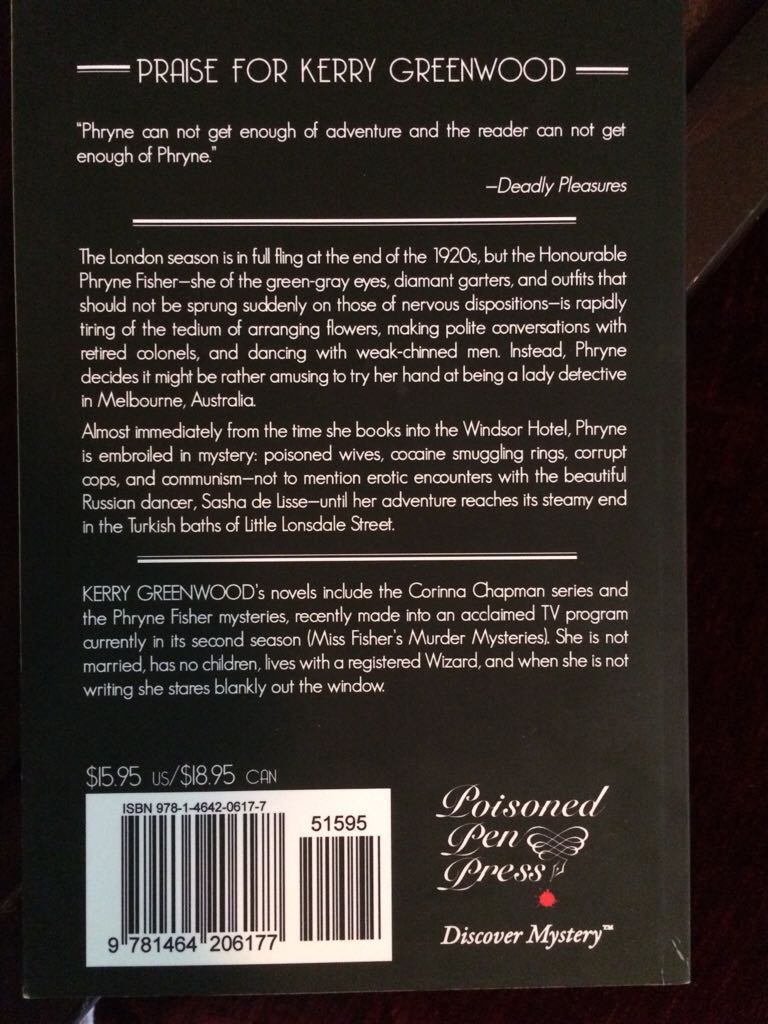 PRAISE FOR KERRY GREENWOOD
"Phryne can not get enough of adventure and the reader can not get
enough of Phryne."
—Deadly Pleasures
The London season is in full fling at the end of the 1920s, but the Honourable
Phryne Fisher—she of the green-gray eyes, diamant garters, and outfits that
should not be sprung suddenly on those of nervous dispositions—is rapidly
tiring of the tedium of arranging flowers, making polite conversations with
retired colonels, and dancing with weak-chinned men. Instead, Phryne
decides it might be rather amusing to try her hand at being a lady detective
in Melbourne, Australia.
Almost immediately from the time she books into the Windsor Hotel, Phryne
is embroiled in mystery: poisoned wives, cocaine smuggling rings, corrupt
cops, and communism—not to mention erotic encounters with the beautiful
Russian dancer, Sasha de Lisse—until her adventure reaches its steamy end
in the Turkish baths of Little Lonsdale Street.
KERRY GREENWOOD's novels include the Corinna Chapman series and
the Phryne Fisher mysteries, recently made into an acclaimed TV program
currently in its second season (Miss Fisher's Murder Mysteries). She is not
married, has no children, lives with a registered Wizard, and when she is not
writing she stares blankly out the window.
$15.95 US/$18.95 CAN
ISBN 978-1-4642-0617-7
51595
9 781464 206177
Poisoned
Pen
Press
Discover Mystery™